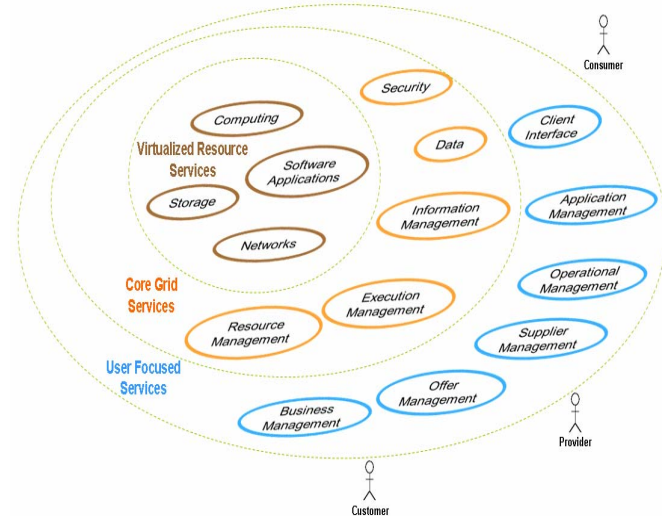 Consumer
Security
Computing
Client
Interface
Data
Virtualized Resource
Services
Software
Applications
Storage
Application
Management
Information
Management
Networks
Operational
Management
Core Grid
Services
Execution
Management
Resource
Management
Supplier
Management
User Focused
Services
Offer
Management
Business
Management
Provider
Customer